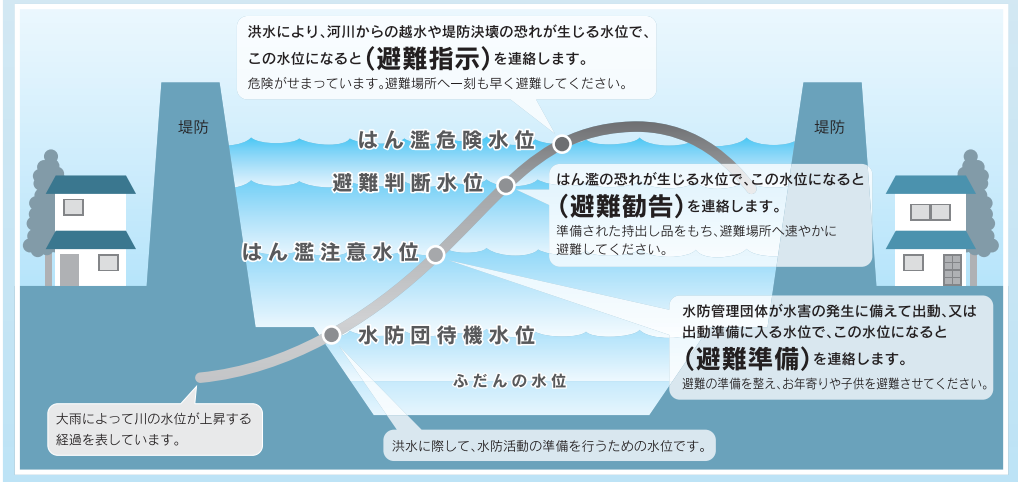 洪水により、河川からの越水や堤防決壊の恐れが生じる水位で、
この水位になると(避難指示)を連絡します。
危険がせまっています。避難場所へ一刻も早く避難してください。
堤防
堤防
はん濫危険水位
避難判断水位
はん濫の恐れが生じる水位で、この水位になると
(避難勧告)を連絡します。
準備された持出し品をもち、避難場所へ速やかに
避難してください。
はん濫注意水位
水防管理団体が水害の発生に備えて出動、又は
出動準備に入る水位で、この水位になると
(避難準備)を連絡します。
避難の準備を整え、お年寄りや子供を避難させてください。
水防団待機水位
ふだんの水位
大雨によって川の水位が上昇する
経過を表しています。
洪水に際して、水防活動の準備を行うための水位です。